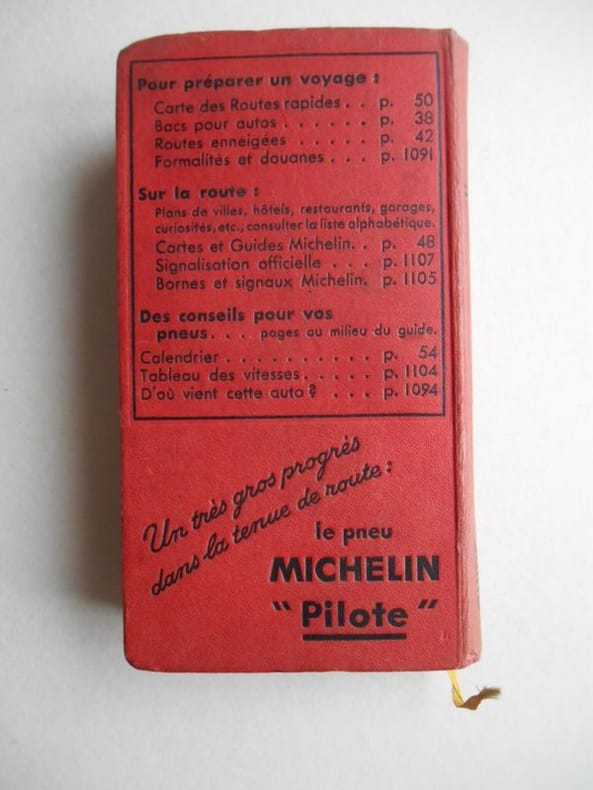 Pour préparer un voyage :
Carte des Routes rapides . . p. 50
Bacs pour autos . . . . . . p. 38
Routes enneigées . . . . p. 42
Formalités et douanes . . . p. 1091
Sur la route :
Plans de villes, hôtels, restaurants, garages,
curiosités, etc., consulter la liste alphabétique.
Cartes et Guides Michelin. . p. 48
Signalisation officielle . . . p. 1107
Bornes et signaux Michelin. p. 1105
Des conseils pour vos
pneus. . . pages au milieu du guide.
Calendrier . . . . . . . . . . p. 54
Tableau des vitesses . . . . . p. 1104
D'où vient cette auto ? . . . p. 1094
Un très gros progrès
dans la tenue de route :
le pneu
MICHELIN
"Pilote"